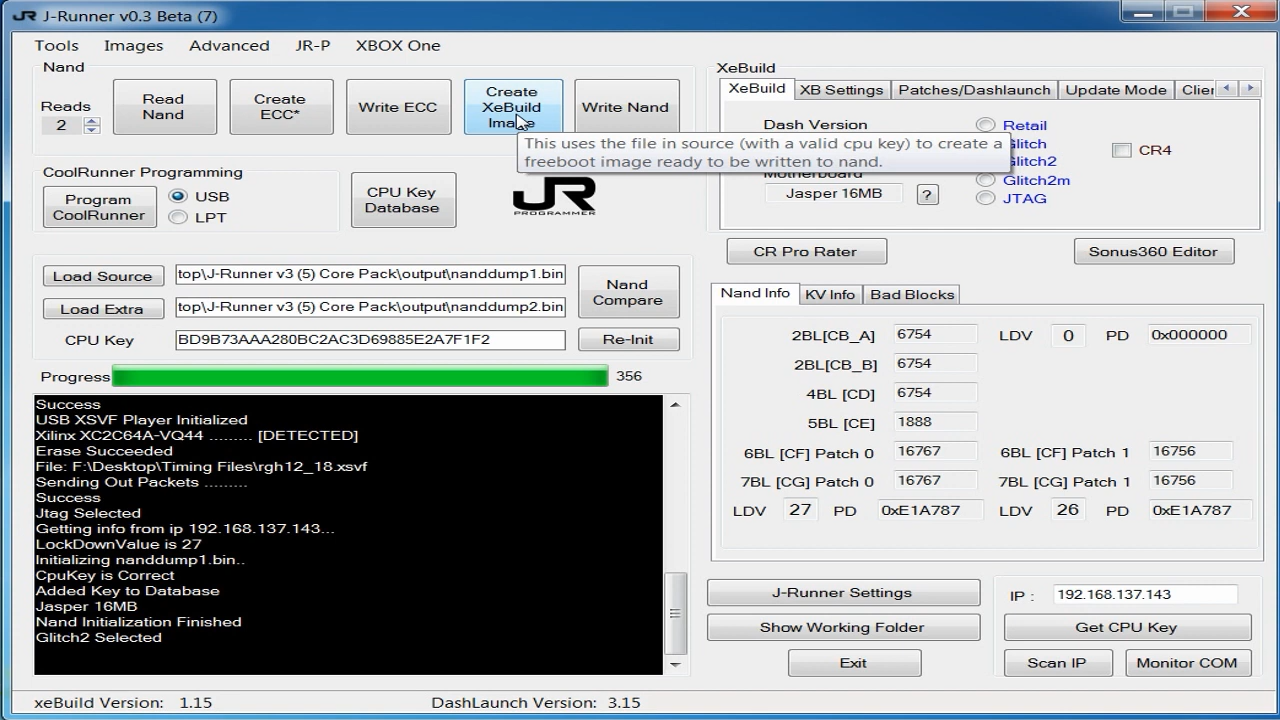 J-Runner v0.3 Beta (7)
Tools Images Advanced JR-P XBOX One
Nand
Reads
2
Read
Nand
Create
ECC*
Write ECC
Create
XeBuild
Image
Write Nand
This uses the file in source (with a valid cpu key) to create a
freeboot image ready to be written to nand.
CoolRunner Programming
Program
CoolRunner
USB
LPT
CPU Key
Database
JR
PROGRAMMER
Load Source
top\J-Runner v3 (5) Core Pack\output\nanddump1.bin
Load Extra
top\J-Runner v3 (5) Core Pack\output\nanddump2.bin
Nand
Compare
CPU Key
BD9B73AAA280BC2AC3D69885E2A7F1F2
Re-Init
Progress
356
Success
USB XSVF Player Initialized
Xilinx XC2C64A-VQ44 ........ [DETECTED]
Erase Succeeded
File: F:\Desktop\Timing Files\rgh12_18.xsvf
Sending Out Packets .........
Success
Jtag Selected
Getting info from ip 192.168.137.143...
LockDownValue is 27
Initializing nanddump1.bin..
CpuKey is Correct
Added Key to Database
Jasper 16MB
Nand Initialization Finished
Glitch2 Selected
XeBuild
XeBuild XB Settings Patches/Dashlaunch Update Mode Clier
Dash Version
Retail
Glitch
Glitch2
Glitch2m
JTAG
CR4
Motherboard
Jasper 16MB
?
CR Pro Rater
Sonus360 Editor
Nand Info KV Info Bad Blocks
2BL[CB_A] 6754 LDV 0 PD 0x000000
2BL[CB_B] 6754
4BL [CD] 6754
5BL [CE] 1888
6BL [CF] Patch 0 16767 6BL [CF] Patch 1 16756
7BL [CG] Patch 0 16767 7BL [CG] Patch 1 16756
LDV 27 PD 0xE1A787 LDV 26 PD 0xE1A787
J-Runner Settings
Show Working Folder
Exit
IP : 192.168.137.143
Get CPU Key
Scan IP
Monitor COM
xeBuild Version: 1.15
DashLaunch Version: 3.15